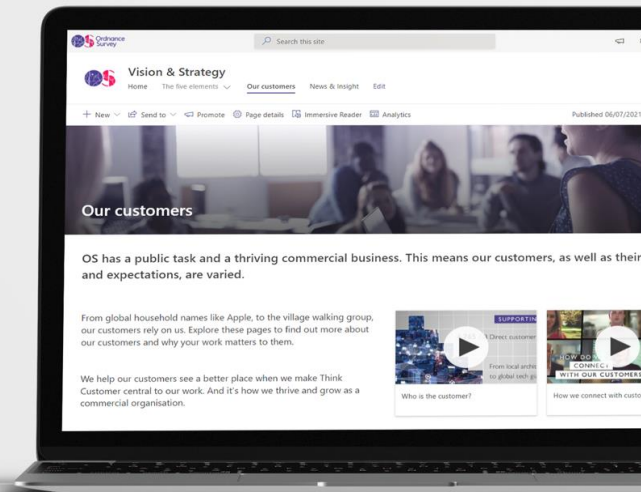 Ordnance
Survey
Search this site
OS
Vision & Strategy
Home The five elements Our customers News & Insight Edit
New Send to Promote Page details Immersive Reader Analytics Published 06/07/2021
Our customers
OS has a public task and a thriving commercial business. This means our customers, as well as their
and expectations, are varied.
From global household names like Apple, to the village walking group,
our customers rely on us. Explore these pages to find out more about
our customers and why your work matters to them.
We help our customers see a better place when we make Think
Customer central to our work. And it's how we thrive and grow as a
commercial organisation.
SUPPORTIN
Direct customer
From local archi
to global tech gi
Who is the customer?
HOW DO
CONNECT
WITH OUR CUSTOMERS
How we connect with custo